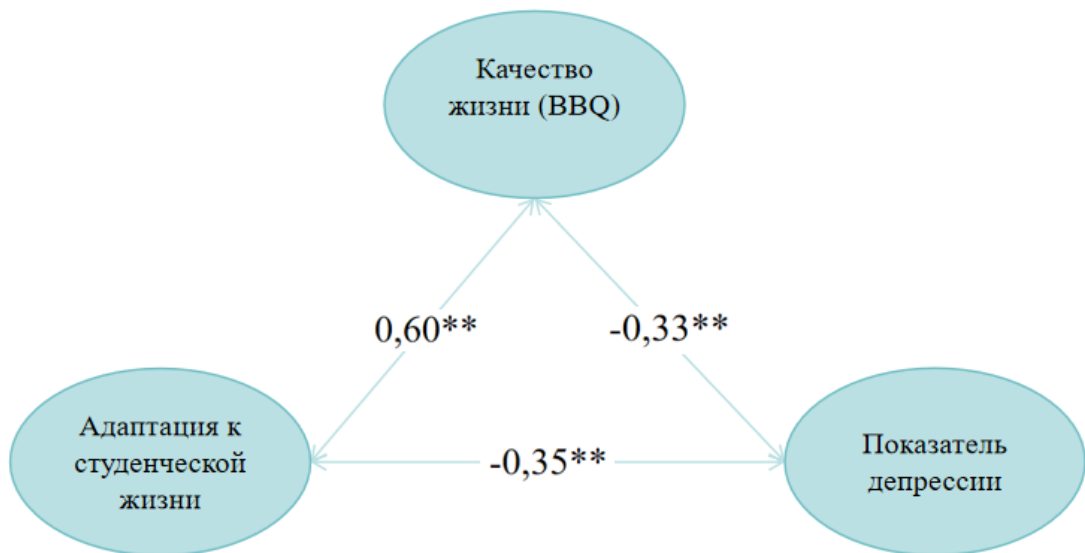 Качество
жизни (BBQ)
0,60**
-0,33**
Адаптация к
студенческой
жизни
-0,35**
Показатель
депрессии